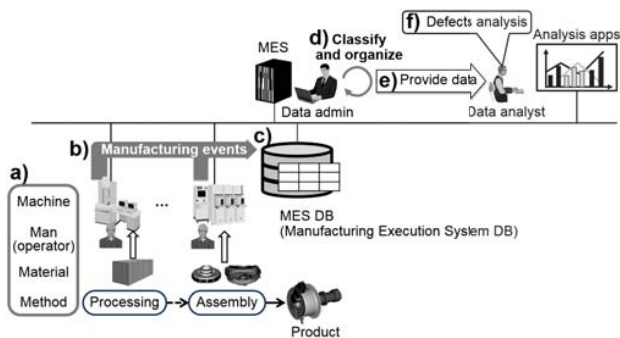 f) Defects analysis
MES
d) Classify
and organize
Analysis apps
e) Provide data
Data admin
Data analyst
b) Manufacturing events
c)
a)
Machine
Man
(operator)
Material
Method
...
MES DB
(Manufacturing Execution System DB)
Processing
Assembly
Product